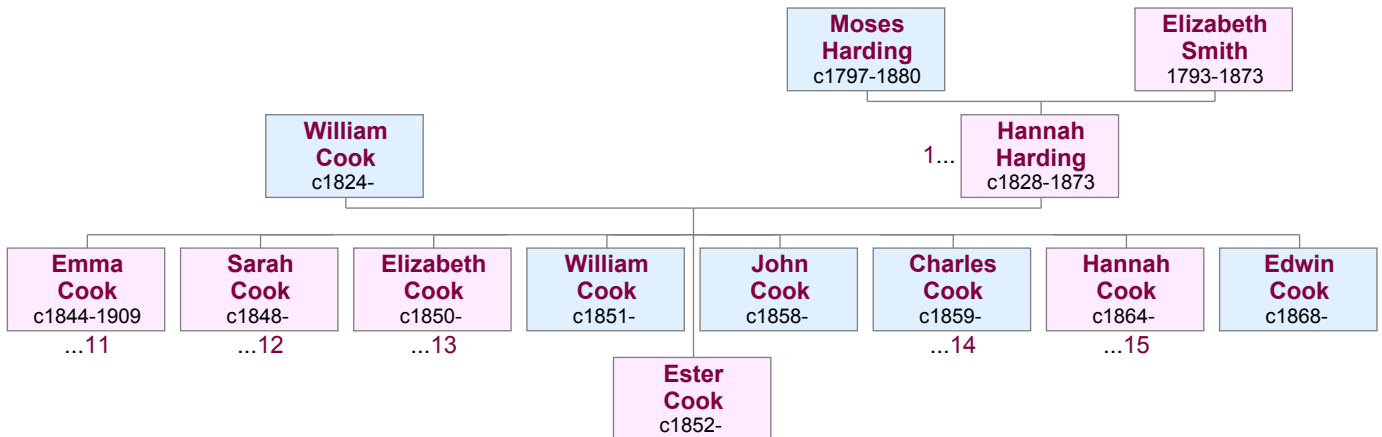 Moses
Harding
c1797-1880
Elizabeth
Smith
1793-1873
William
Cook
c1824-
1...
Hannah
Harding
c1828-1873
Emma
Cook
c1844-1909
...11
Sarah
Cook
c1848-
...12
Elizabeth
Cook
c1850-
...13
William
Cook
c1851-
John
Cook
c1858-
Charles
Cook
c1859-
...14
Hannah
Cook
c1864-
...15
Edwin
Cook
c1868-
Ester
Cook
c1852-